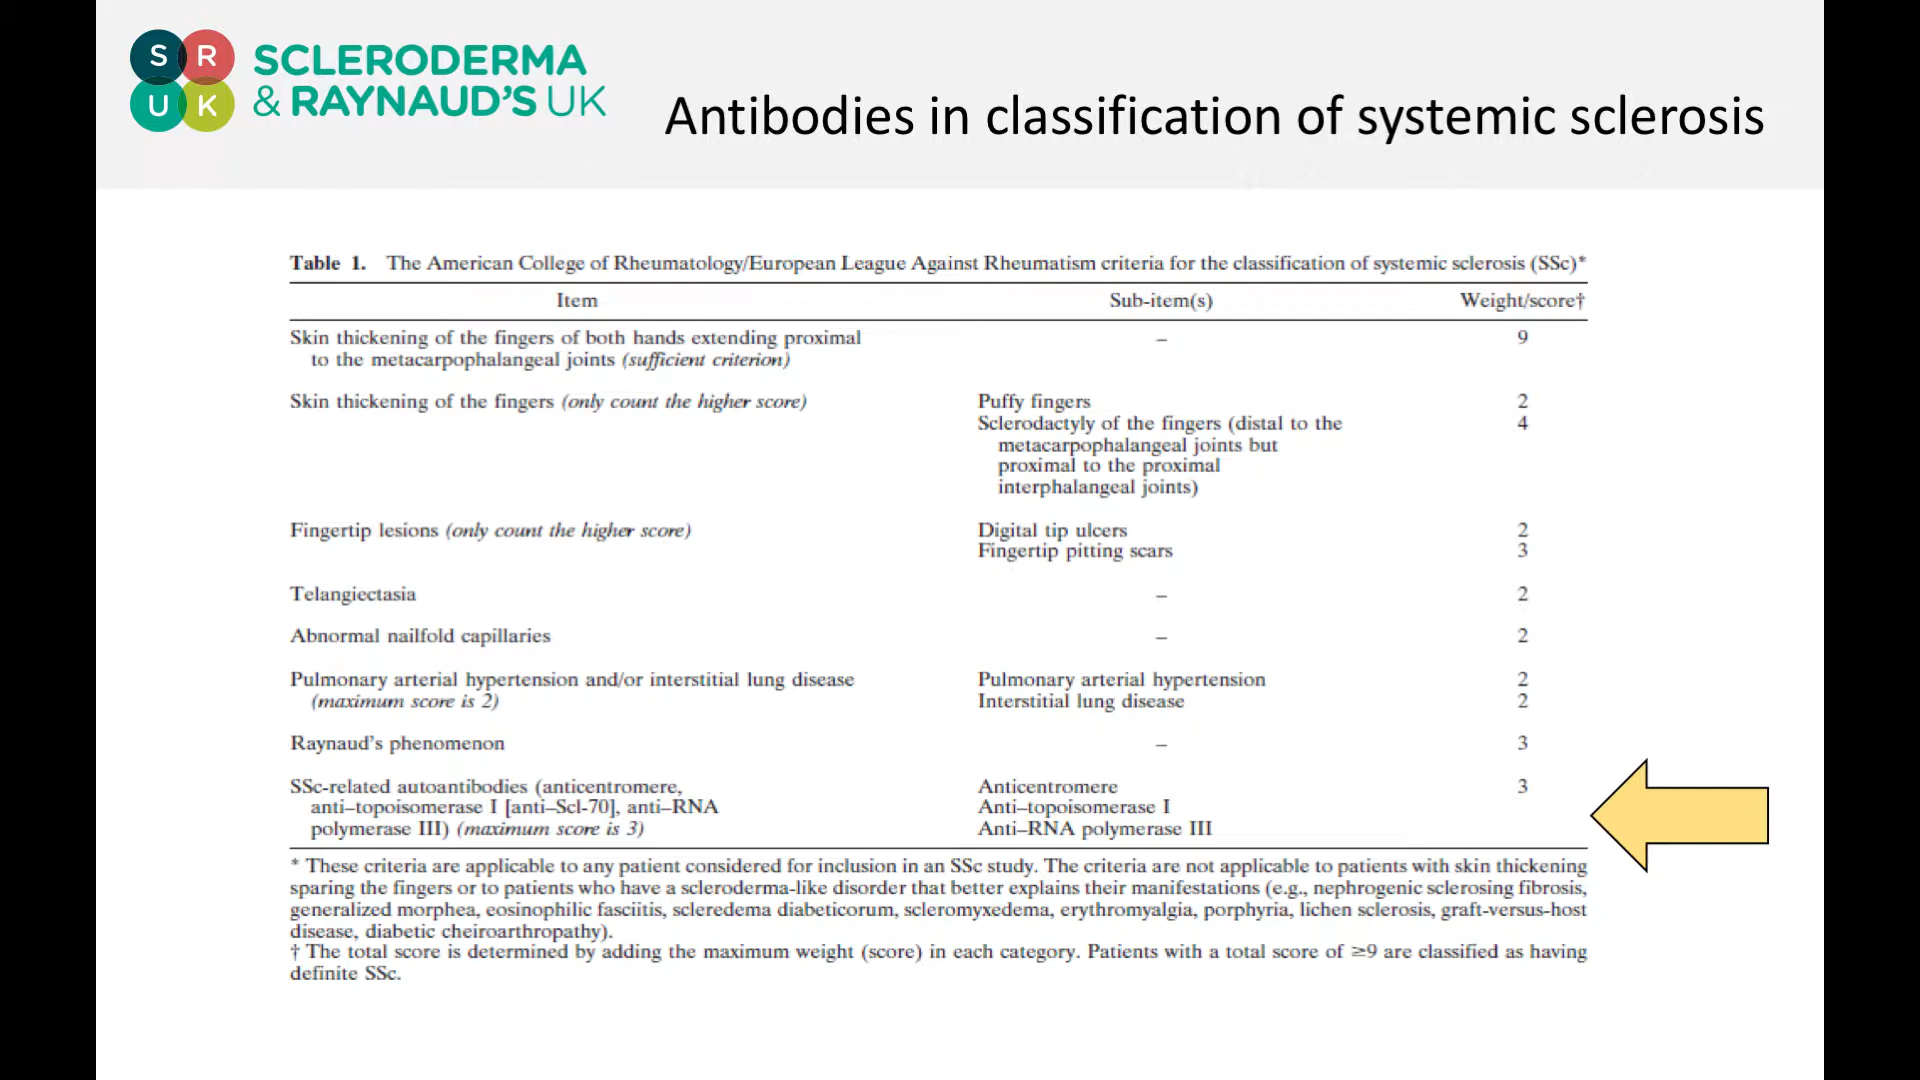 S R
U K
SCLERODERMA
& RAYNAUD'S UK
Antibodies in classification of systemic sclerosis
Table 1. The American College of Rheumatology/European League Against Rheumatism criteria for the classification of systemic sclerosis (SSc)*
Item Sub-item(s) Weight/score†
Skin thickening of the fingers of both hands extending proximal – 9
to the metacarpophalangeal joints (sufficient criterion)
Skin thickening of the fingers (only count the higher score) Puffy fingers 2
Sclerodactyly of the fingers (distal to the 4
metacarpophalangeal joints but
proximal to the proximal
interphalangeal joints)
Fingertip lesions (only count the higher score) Digital tip ulcers 2
Fingertip pitting scars 3
Telangiectasia – 2
Abnormal nailfold capillaries – 2
Pulmonary arterial hypertension and/or interstitial lung disease Pulmonary arterial hypertension 2
(maximum score is 2) Interstitial lung disease 2
Raynaud's phenomenon – 3
SSc-related autoantibodies (anticentromere, Anticentromere 3
anti–topoisomerase I [anti–Scl-70], anti–RNA Anti–topoisomerase I
polymerase III) (maximum score is 3) Anti–RNA polymerase III
* These criteria are applicable to any patient considered for inclusion in an SSc study. The criteria are not applicable to patients with skin thickening
sparing the fingers or to patients who have a scleroderma-like disorder that better explains their manifestations (e.g., nephrogenic sclerosing fibrosis,
generalized morphea, eosinophilic fasciitis, scleredema diabeticorum, scleromyxedema, erythromyalgia, porphyria, lichen sclerosis, graft-versus-host
disease, diabetic cheiroarthropathy).
† The total score is determined by adding the maximum weight (score) in each category. Patients with a total score of ≥9 are classified as having
definite SSc.